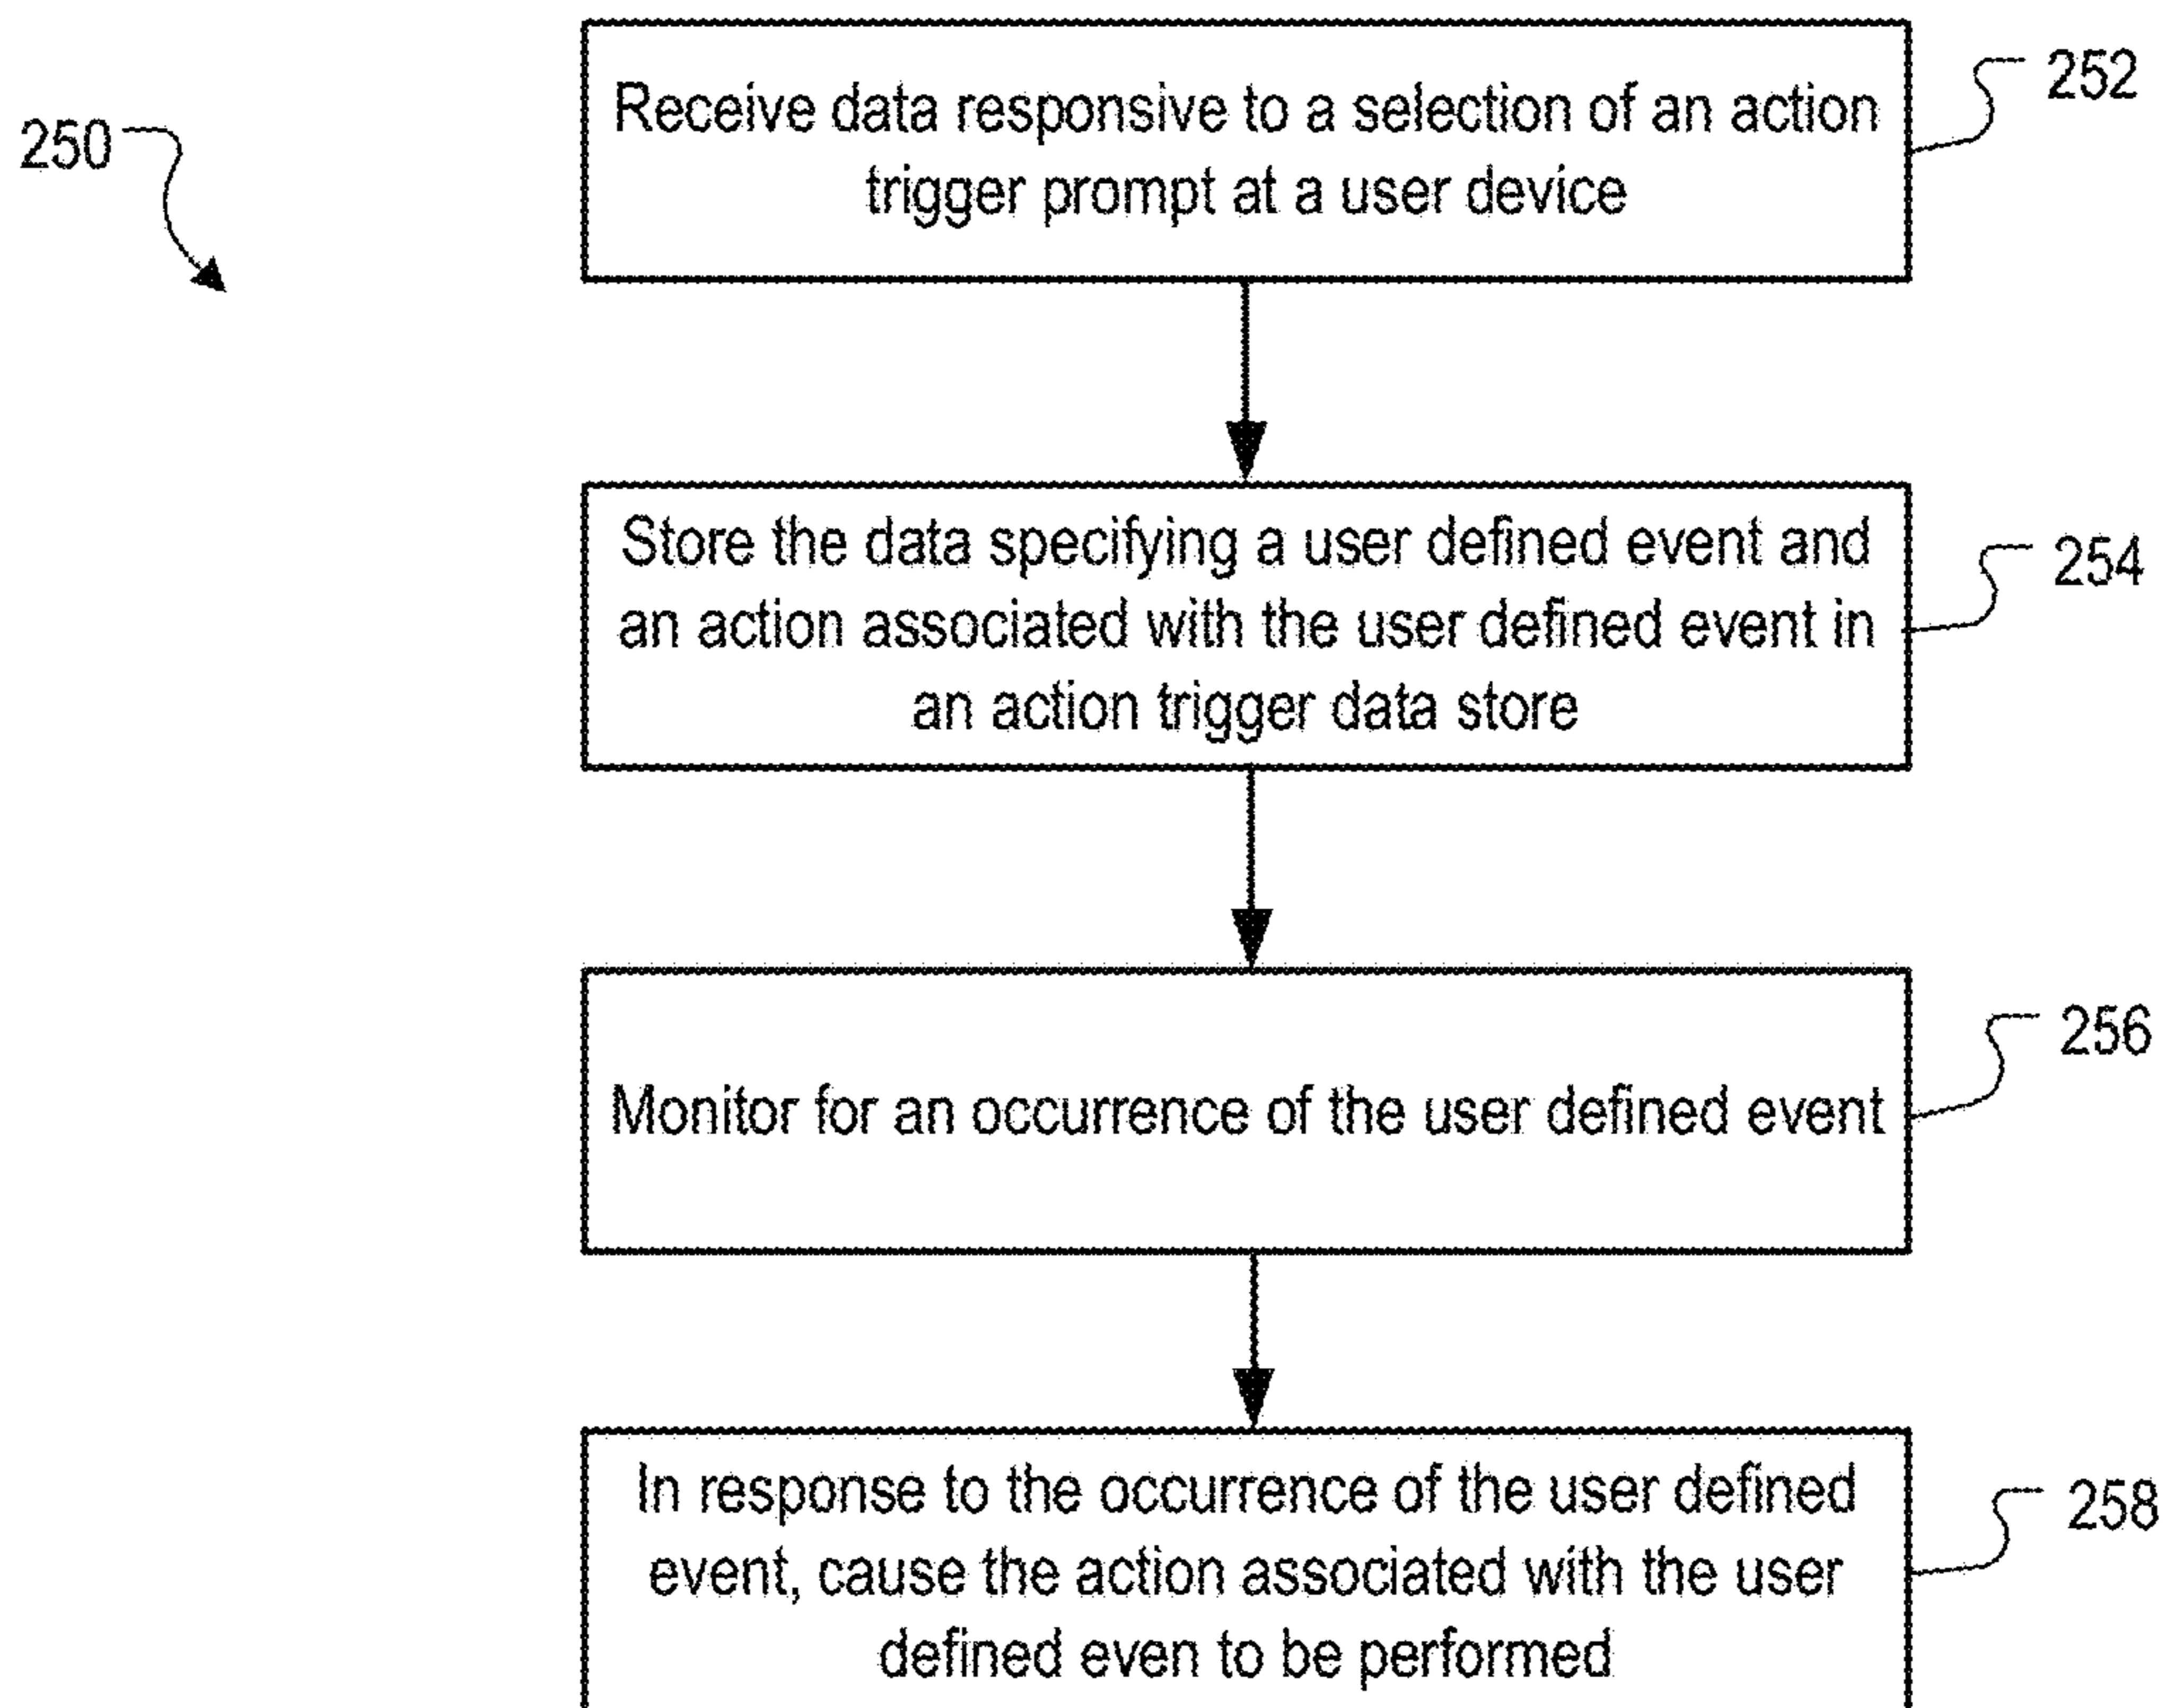 250
Receive data responsive to a selection of an action
trigger prompt at a user device
252
Store the data specifying a user defined event and
an action associated with the user defined event in
an action trigger data store
254
Monitor for an occurrence of the user defined event
256
In response to the occurrence of the user defined
event, cause the action associated with the user
defined even to be performed
258